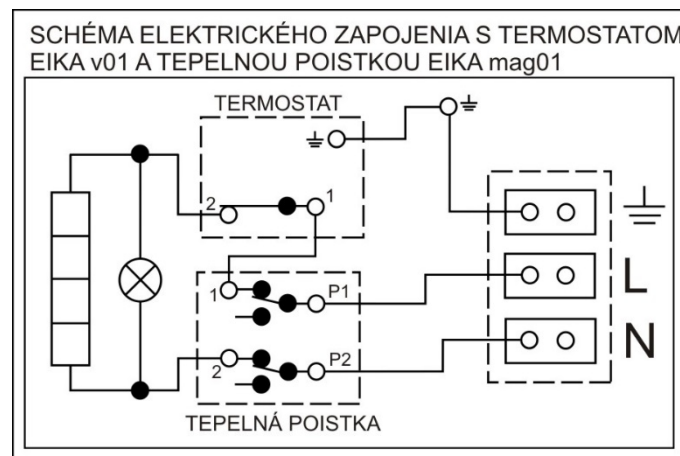 SCHÉMA ELEKTRICKÉHO ZAPOJENIA S TERMOSTATOM
EIKA v01 A TEPELNOU POISTKOU EIKA mag01
TERMOSTAT
2
1
1
P1
L
2
P2
N
TEPELNÁ POISTKA